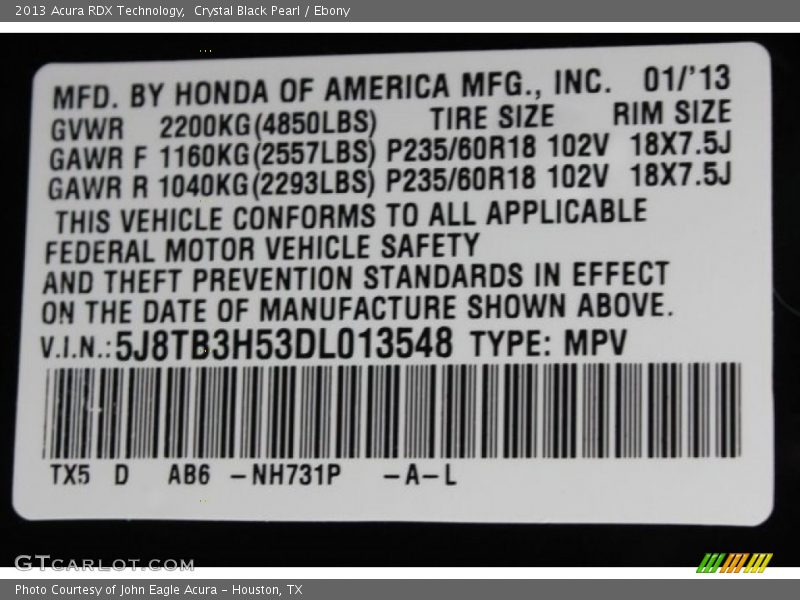 2013 Acura RDX Technology,  Crystal Black Pearl / Ebony
MFD. BY HONDA OF AMERICA MFG., INC. 01/'13
GVWR 2200KG(4850LBS) TIRE SIZE RIM SIZE
GAWR F 1160KG(2557LBS) P235/60R18 102V 18X7.5J
GAWR R 1040KG(2293LBS) P235/60R18 102V 18X7.5J
THIS VEHICLE CONFORMS TO ALL APPLICABLE
FEDERAL MOTOR VEHICLE SAFETY
AND THEFT PREVENTION STANDARDS IN EFFECT
ON THE DATE OF MANUFACTURE SHOWN ABOVE.
V.I.N.:5J8TB3H53DL013548 TYPE: MPV
TX5 D AB6 -NH731P -A-L
GTCARLOT.COM
Photo Courtesy of John Eagle Acura - Houston, TX